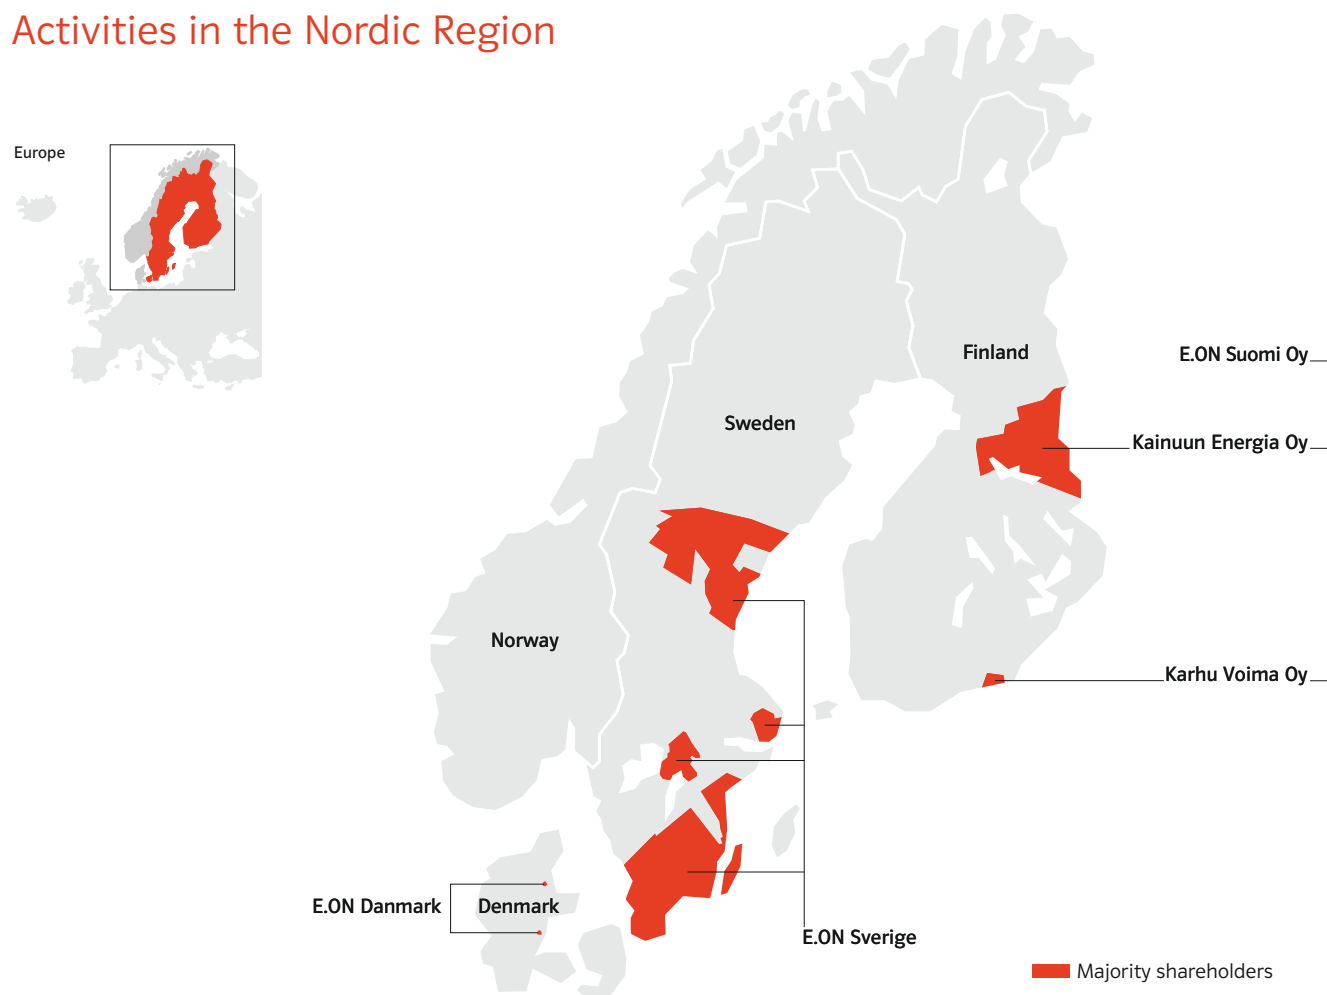 Activities in the Nordic Region
Europe
Finland
E.ON Suomi Oy
Sweden
Kainuun Energia Oy
Norway
Karhu Voima Oy
E.ON Danmark
Denmark
E.ON Sverige
Majority shareholders